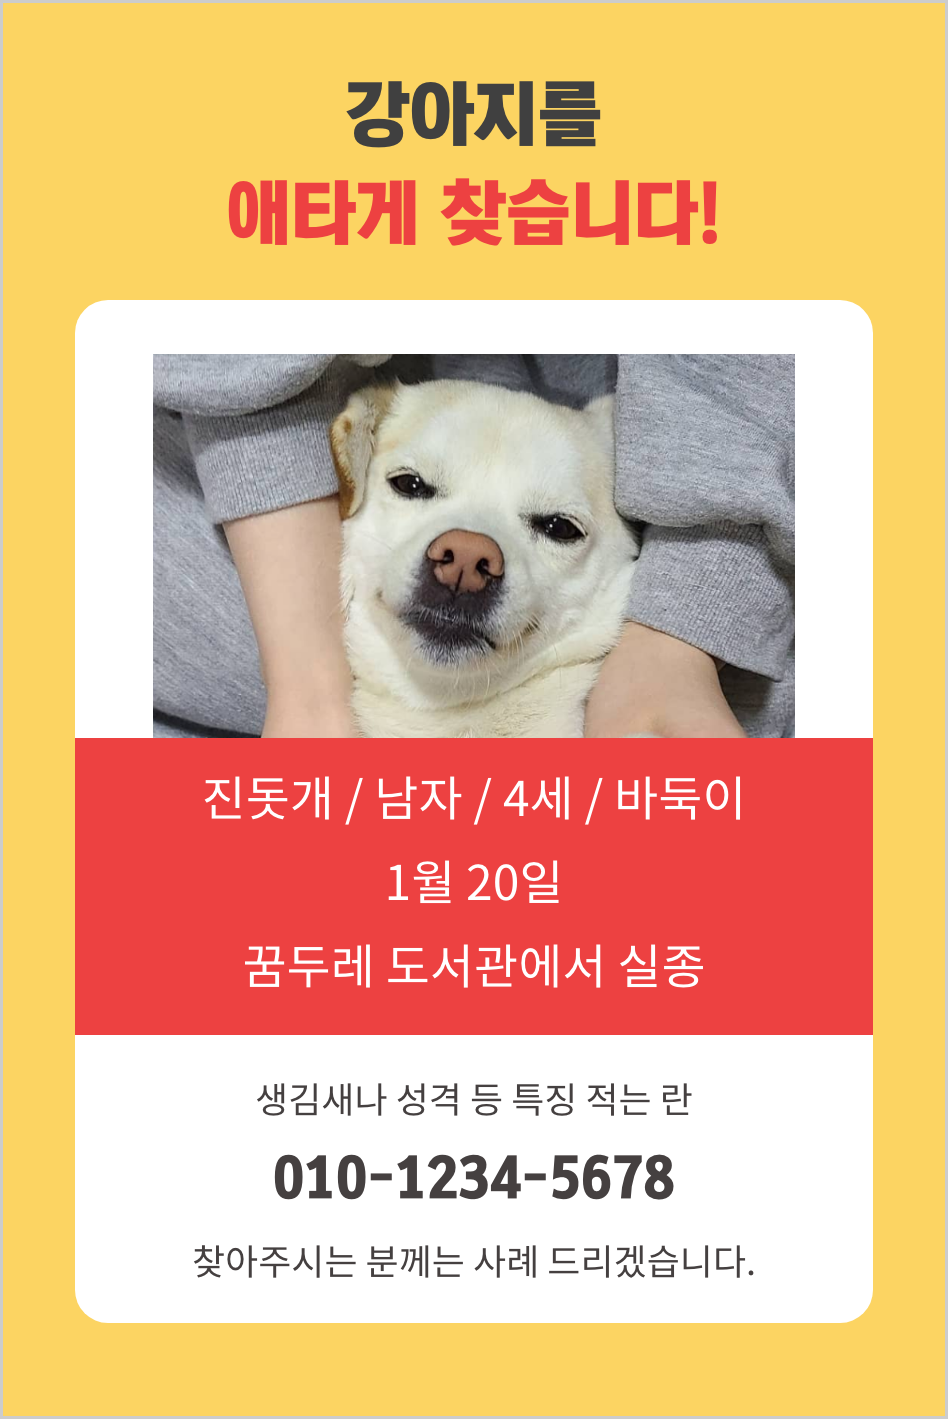 강아지를
애타게 찾습니다!
진돗개 / 남자 / 4세 / 바둑이
1월 20일
꿈두레 도서관에서 실종
생김새나 성격 등 특징 적는 란
010-1234-5678
찾아주시는 분께는 사례 드리겠습니다.